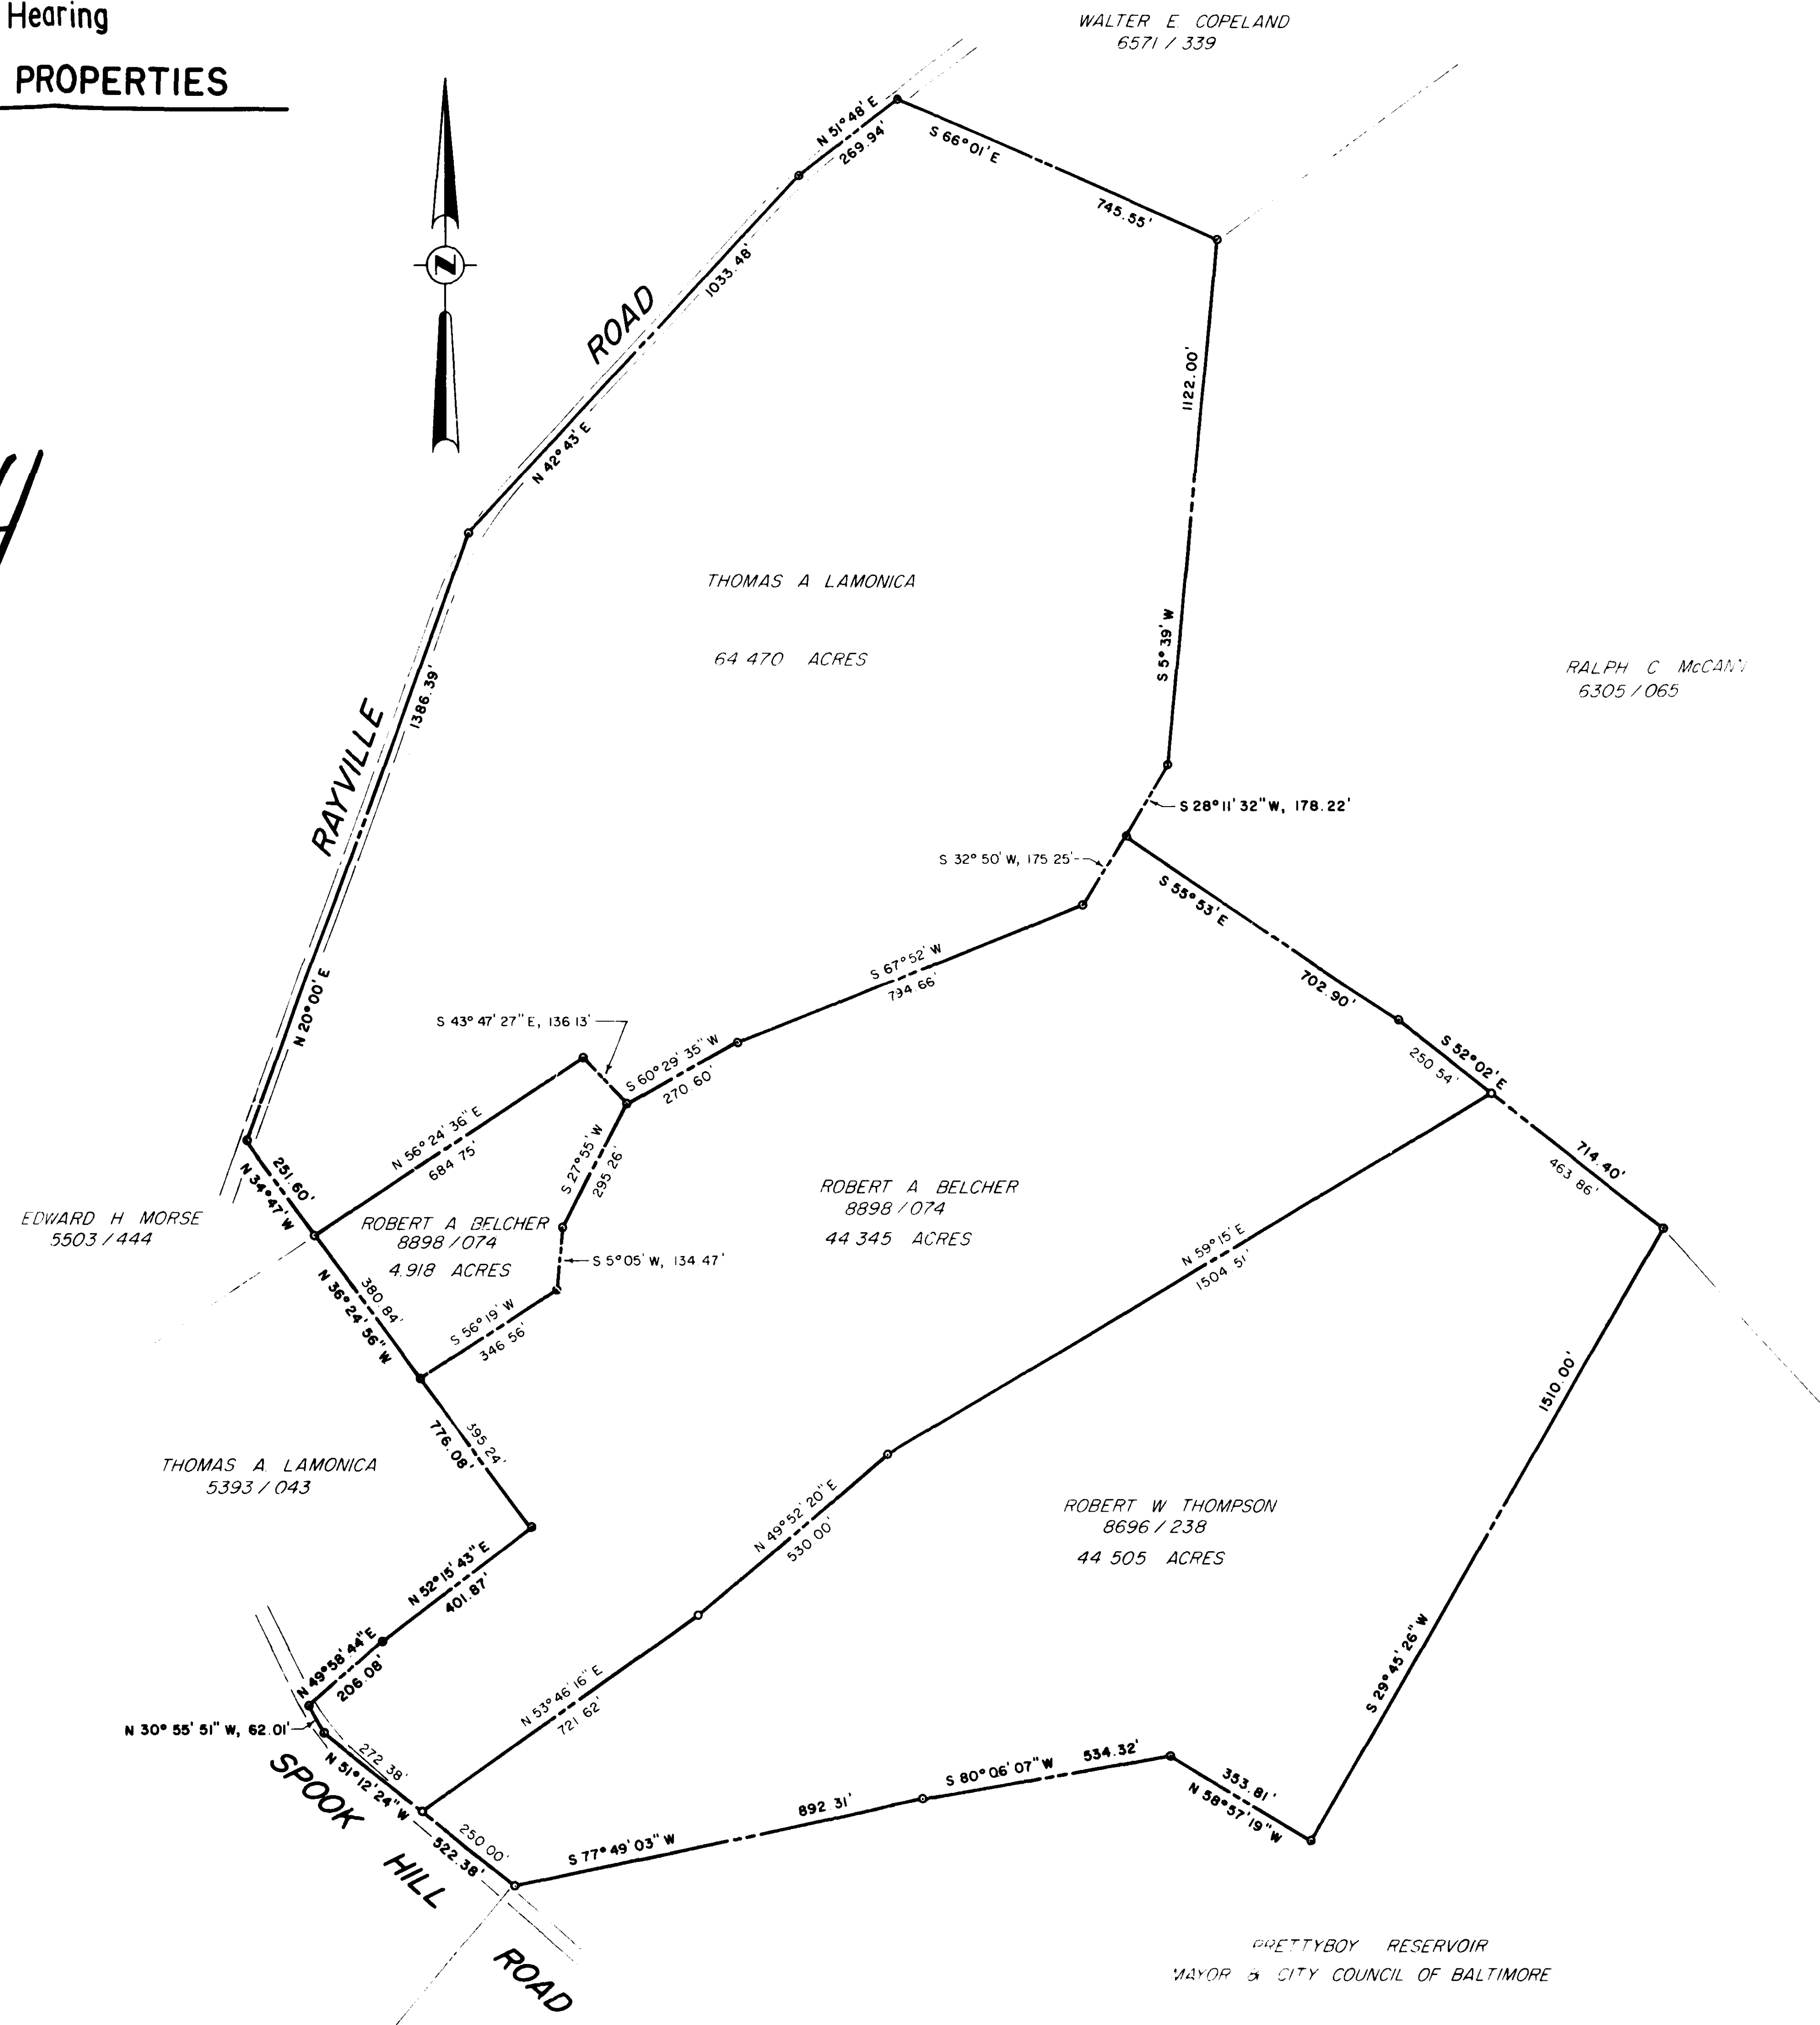 Hearing
PROPERTIES
WALTER E. COPELAND
6571 / 339
N 51°48' E
269.94'
S 66°01'E
745.55'
Z
ROAD
1033.48'
N 42°43'E
1122.00'
S 5°39'W
THOMAS A LAMONICA
64 470 ACRES
RALPH C McCANN
6305 / 065
1386.39'
RAYVILLE
N 20°00'E
S 28°11'32"W, 178.22'
S 32°50'W, 175 25'
S 55°53'E
702.90'
S 67°52'W
794.66'
S 43°47'27"E, 136 13'
S 60°29'35"W
270 60'
S 52°02'E
250 54'
N 56°24'36"E
684 75'
S 27°55'W
295 26'
251.60'
N 34°47'W
714.40'
463 86'
EDWARD H MORSE
5503 / 444
ROBERT A BELCHER
8898 / 074
4.918 ACRES
ROBERT A BELCHER
8898 / 074
44 345 ACRES
S 5°05'W, 134 47'
N 59°15'E
1504 51'
380.84'
N 36°24'56"W
S 56°19'W
346 56'
1510.00'
395 24'
776.08'
THOMAS A. LAMONICA
5393 / 043
N 49°52'20"E
530 00'
ROBERT W THOMPSON
8696 / 238
44 505 ACRES
N 52°15'43"E
401.87'
N 49°58'44"E
206.08'
S 29°45'26"W
N 53°46'16"E
721 62'
N 30°55'51"W, 62.01'
272 38'
N 51°12'24"W
S 80°06'07"W
534.32'
353.81'
N 58°57'19"W
SPOOK
250 00'
522.38'
892.31'
S 77°49'03"W
HILL
ROAD
PRETTYBOY RESERVOIR
MAYOR & CITY COUNCIL OF BALTIMORE